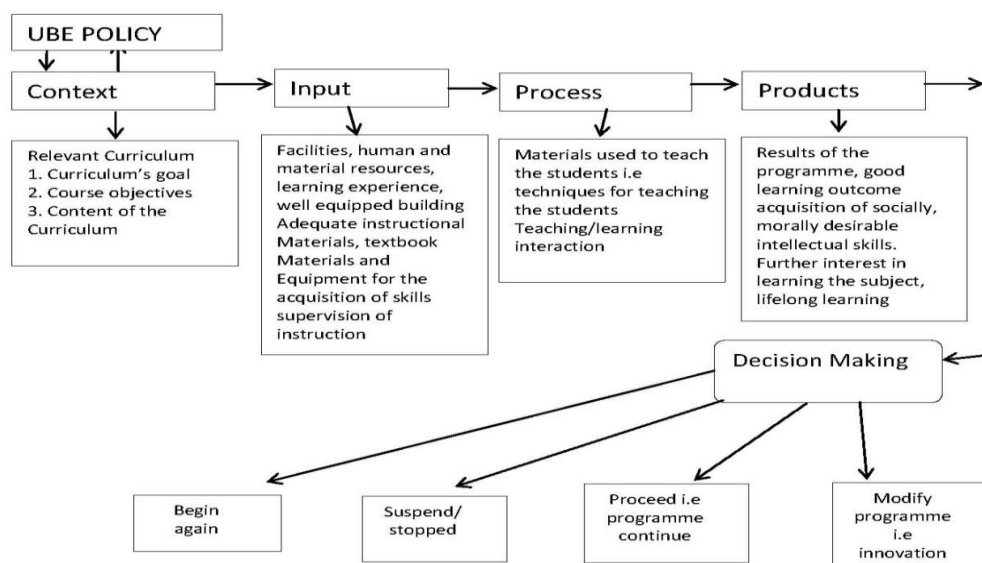 UBE POLICY
Context
Input
Process
Products
Relevant Curriculum
1. Curriculum's goal
2. Course objectives
3. Content of the
Curriculum
Facilities, human and
material resources,
learning experience,
well equipped building
Adequate instructional
Materials, textbook
Materials and
Equipment for the
acquisition of skills
supervision of
instruction
Materials used to teach
the students i.e
techniques for teaching
the students
Teaching/learning
interaction
Results of the
programme, good
learning outcome
acquisition of socially,
morally desirable
intellectual skills.
Further interest in
learning the subject,
lifelong learning
Decision Making
Begin
again
Suspend/
stopped
Proceed i.e
programme
continue
Modify
programme i.e
innovation